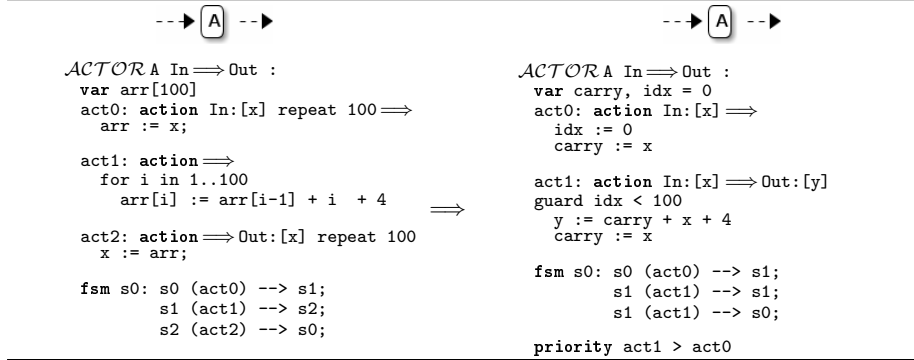 A
ACTOR A In⟹Out :
var arr[100]
act0: action In:[x] repeat 100⟹
arr := x;
act1: action⟹
for i in 1..100
arr[i] := arr[i-1] + i + 4
act2: action⟹Out:[x] repeat 100
x := arr;
fsm s0: s0 (act0) --> s1;
s1 (act1) --> s2;
s2 (act2) --> s0;
⟹
A
ACTOR A In⟹Out :
var carry, idx = 0
act0: action In:[x]⟹
idx := 0
carry := x
act1: action In:[x]⟹Out:[y]
guard idx < 100
y := carry + x + 4
carry := x
fsm s0: s0 (act0) --> s1;
s1 (act1) --> s1;
s1 (act1) --> s0;
priority act1 > act0